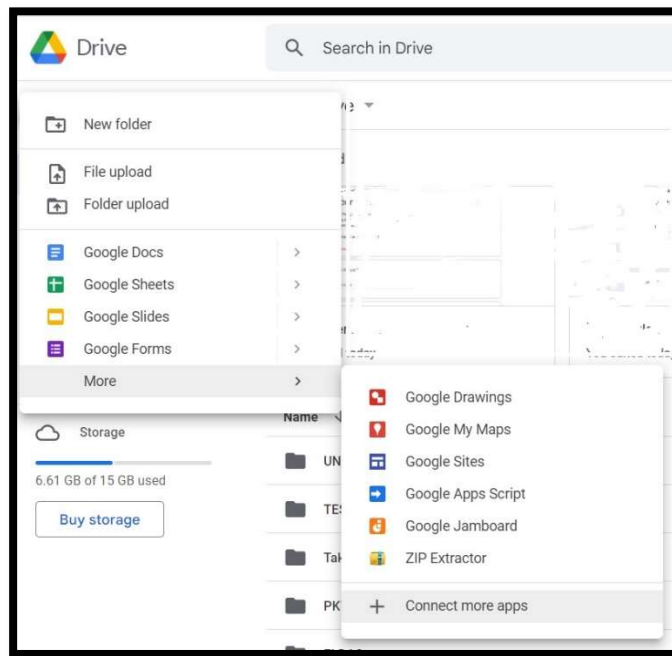 Drive
Search in Drive
New folder
File upload
Folder upload
Google Docs
Google Sheets
Google Slides
Google Forms
More
Google Drawings
Google My Maps
Google Sites
Google Apps Script
Google Jamboard
ZIP Extractor
Connect more apps
Storage
6.61 GB of 15 GB used
Buy storage
Name
UN
TES
Tak
PK